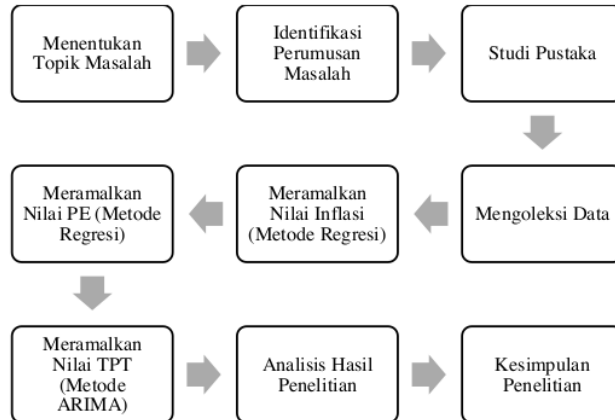 Menentukan
Topik Masalah
Identifikasi
Perumusan
Masalah
Studi Pustaka
Mengoleksi Data
Meramalkan
Nilai Inflasi
(Metode Regresi)
Meramalkan
Nilai PE (Metode
Regresi)
Meramalkan
Nilai TPT
(Metode
ARIMA)
Analisis Hasil
Penelitian
Kesimpulan
Penelitian